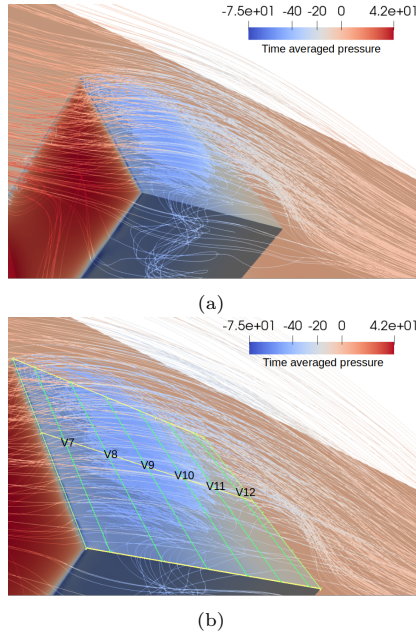 -7.5e+01 -40 -20 0 4.2e+01
Time averaged pressure
(a)
-7.5e+01 -40 -20 0 4.2e+01
Time averaged pressure
V7
V8
V9
V10
V11
V12
(b)